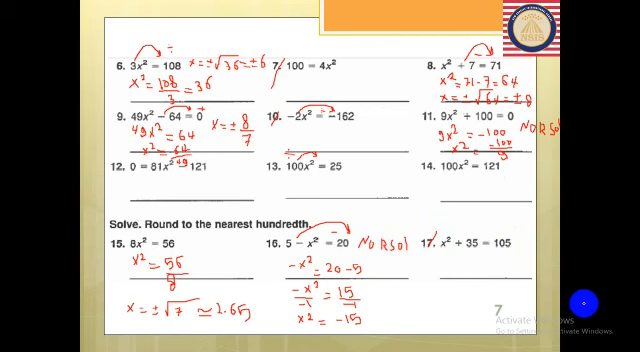 NSIS
6. 3x² = 108
÷
x = ±√36 = ±6
x² = 108/3 = 36
7. 100 = 4x²
8. x² + 7 = 71
x² = 71 - 7 = 64
x = ±√64 = ±8
9. 49x² − 64 = 0
+
49x² = 64
x² = 64/49
x = ± 8/7
10. −2x² = −162
11. 9x² + 100 = 0
NO R SOL
9x² = -100
x² = -100/9
12. 0 = 81x² − 121
÷
13. 100x² = 25
14. 100x² = 121
Solve. Round to the nearest hundredth.
15. 8x² = 56
x² = 56/8
x = ±√7 ≃ 2.65
16. 5 − x² = 20
−
NO R SOL
-x² = 20 - 5
-x²/-1 = 15/-1
x² = -15
17. x² + 35 = 105
7
Activate Windows
Go to Settings to activate Windows.